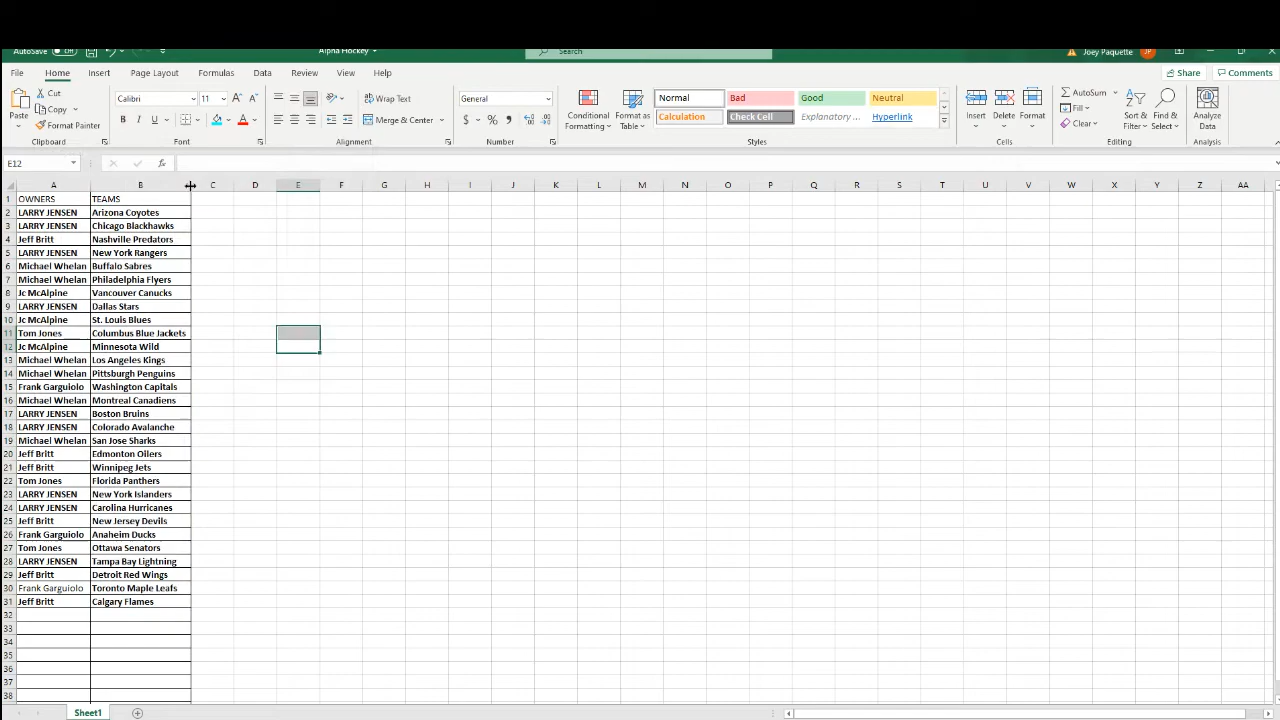 AutoSave Off Alpha Hockey Search Joey Paquette JP
File Home Insert Page Layout Formulas Data Review View Help Share Comments
Paste Cut Copy Format Painter Clipboard
Calibri 11 B I U A Font
Wrap Text Merge & Center Alignment
General $ % Number
Conditional Formatting Format as Table
Normal Bad Good Neutral
Calculation Check Cell Explanatory ... Hyperlink
Styles
Insert Delete Format Cells
AutoSum Fill Clear Sort & Filter Find & Select Editing
Analyze Data Analysis
E12 fx
A B C D E F G H I J K L M N O P Q R S T U V W X Y Z AA
1 OWNERS TEAMS
2 LARRY JENSEN Arizona Coyotes
3 LARRY JENSEN Chicago Blackhawks
4 Jeff Britt Nashville Predators
5 LARRY JENSEN New York Rangers
6 Michael Whelan Buffalo Sabres
7 Michael Whelan Philadelphia Flyers
8 Jc McAlpine Vancouver Canucks
9 LARRY JENSEN Dallas Stars
10 Jc McAlpine St. Louis Blues
11 Tom Jones Columbus Blue Jackets
12 Jc McAlpine Minnesota Wild
13 Michael Whelan Los Angeles Kings
14 Michael Whelan Pittsburgh Penguins
15 Frank Garguiolo Washington Capitals
16 Michael Whelan Montreal Canadiens
17 LARRY JENSEN Boston Bruins
18 LARRY JENSEN Colorado Avalanche
19 Michael Whelan San Jose Sharks
20 Jeff Britt Edmonton Oilers
21 Jeff Britt Winnipeg Jets
22 Tom Jones Florida Panthers
23 LARRY JENSEN New York Islanders
24 LARRY JENSEN Carolina Hurricanes
25 Jeff Britt New Jersey Devils
26 Frank Garguiolo Anaheim Ducks
27 Tom Jones Ottawa Senators
28 LARRY JENSEN Tampa Bay Lightning
29 Jeff Britt Detroit Red Wings
30 Frank Garguiolo Toronto Maple Leafs
31 Jeff Britt Calgary Flames
32
33
34
35
36
37
38
Sheet1